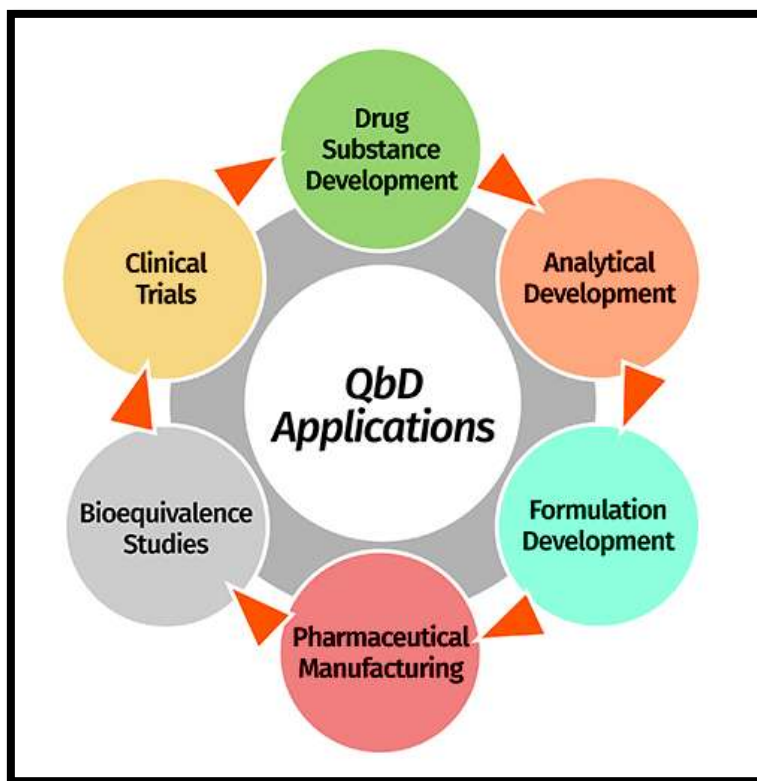 Drug
Substance
Development
Analytical
Development
Formulation
Development
Pharmaceutical
Manufacturing
Bioequivalence
Studies
Clinical
Trials
QbD
Applications